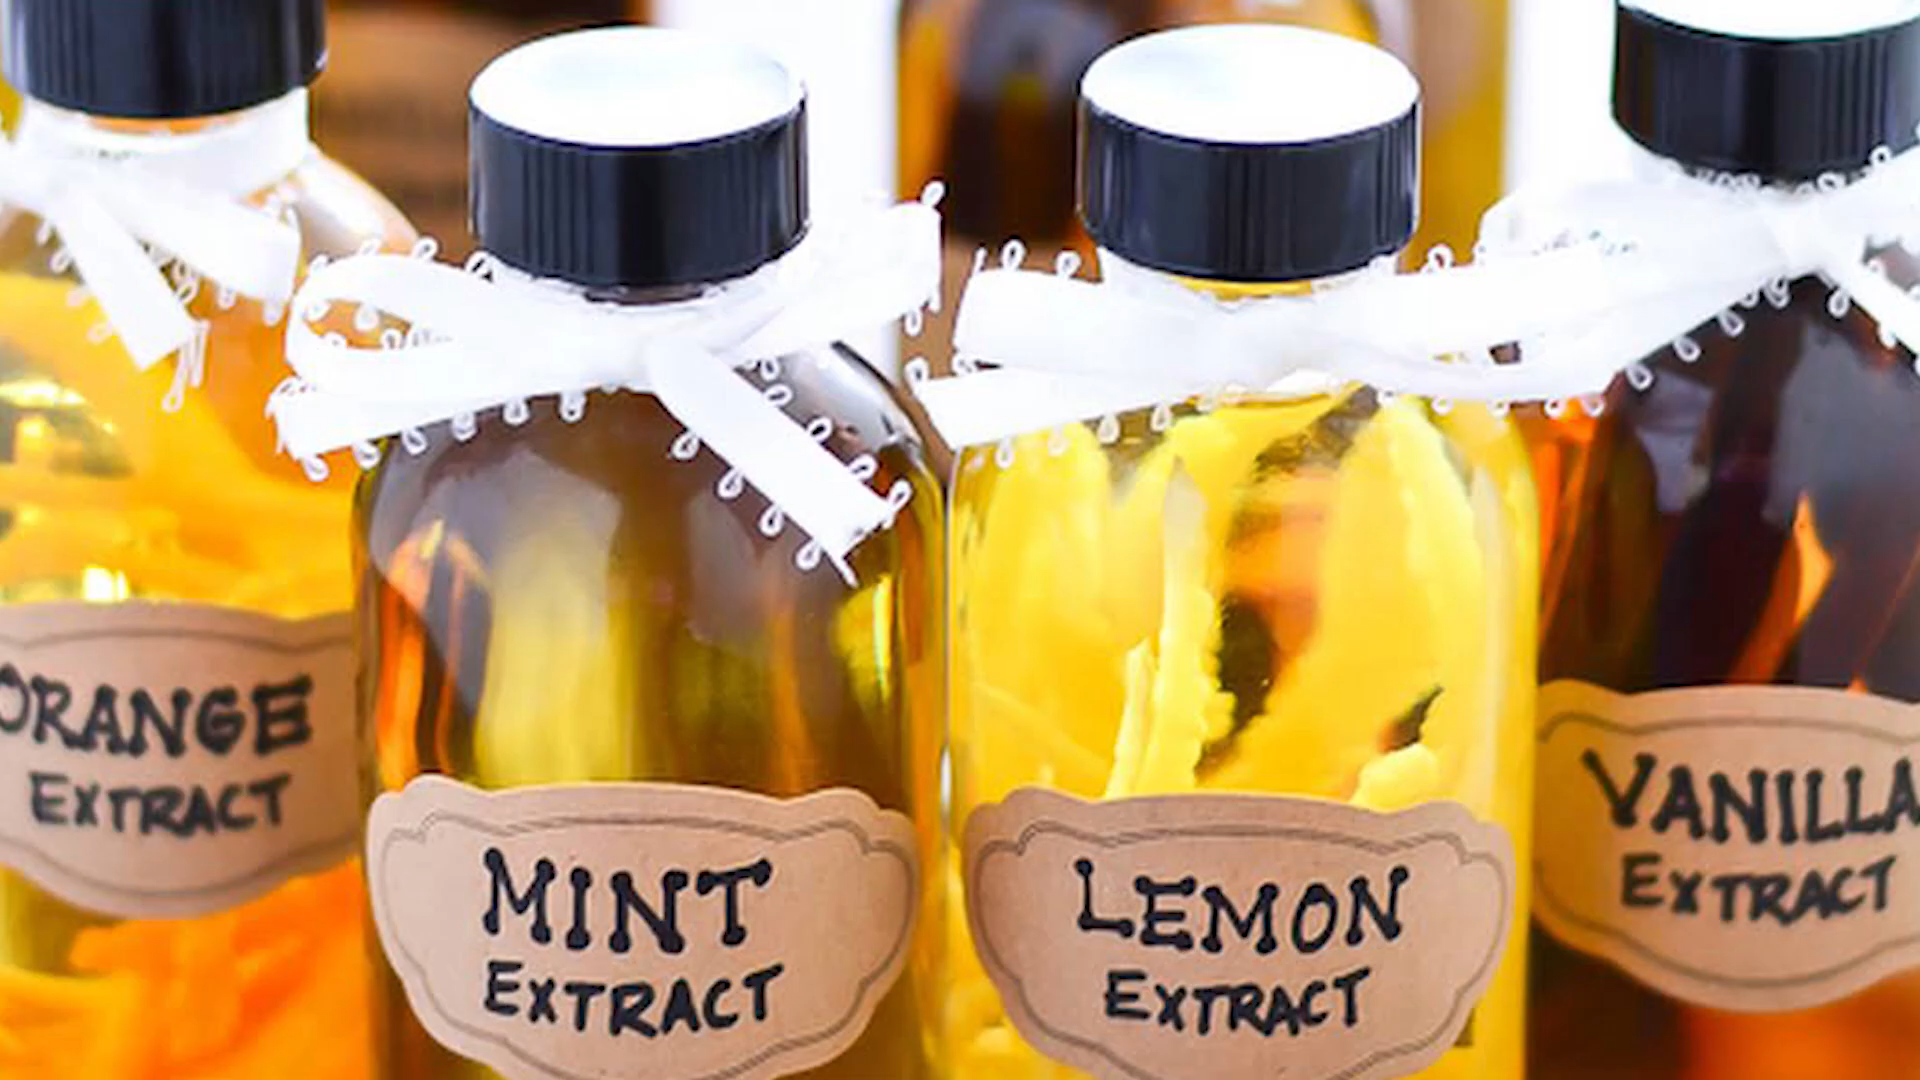 ORANGE
EXTRACT
MINT
EXTRACT
LEMON
EXTRACT
VANILLA
EXTRACT